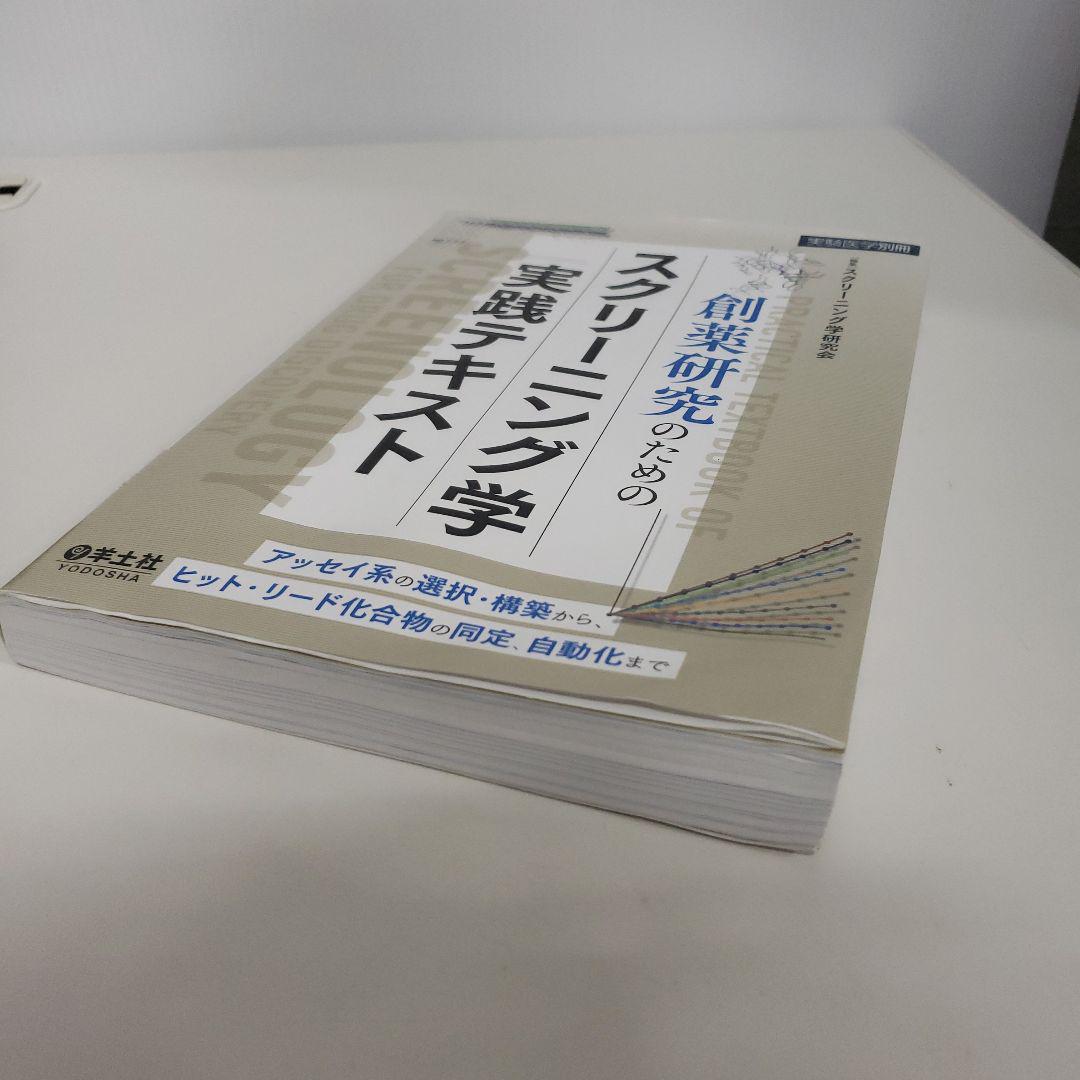 実験医学別冊
編集 スクリーニング学研究会
創薬研究のための
スクリーニング学
実践テキスト
PRACTICAL TEXTBOOK OF
SCREENOLOGY
アッセイ系の選択・構築から、
ヒット・リード化合物の同定、自動化まで
羊土社
YODOSHA